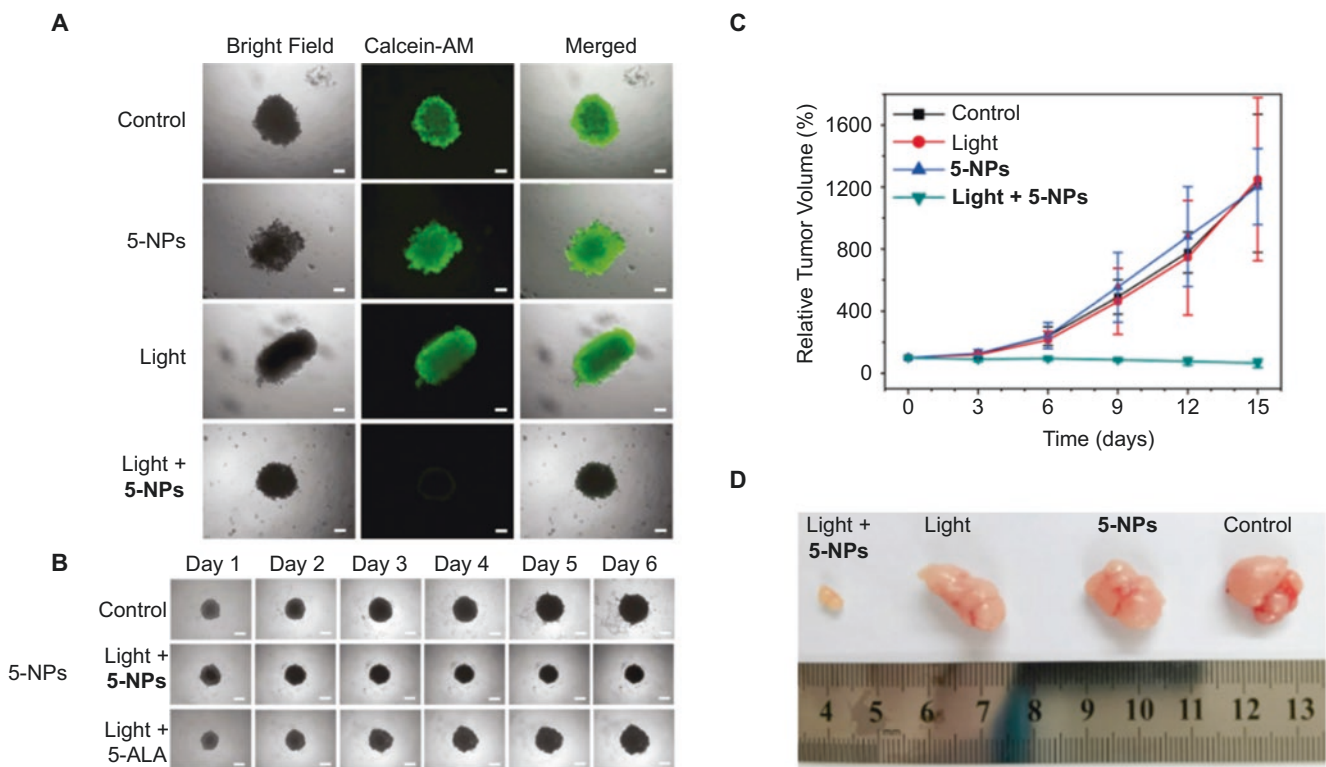 A
Bright Field
Calcein-AM
Merged
Control
5-NPs
Light
Light +
5-NPs
B
Day 1
Day 2
Day 3
Day 4
Day 5
Day 6
Control
5-NPs
Light +
5-NPs
Light +
5-ALA
C
Relative Tumor Volume (%)
1600
1200
800
400
0
Control
Light
5-NPs
Light + 5-NPs
0 3 6 9 12 15
Time (days)
D
Light +
5-NPs
Light
5-NPs
Control
4 5 6 7 8 9 10 11 12 13